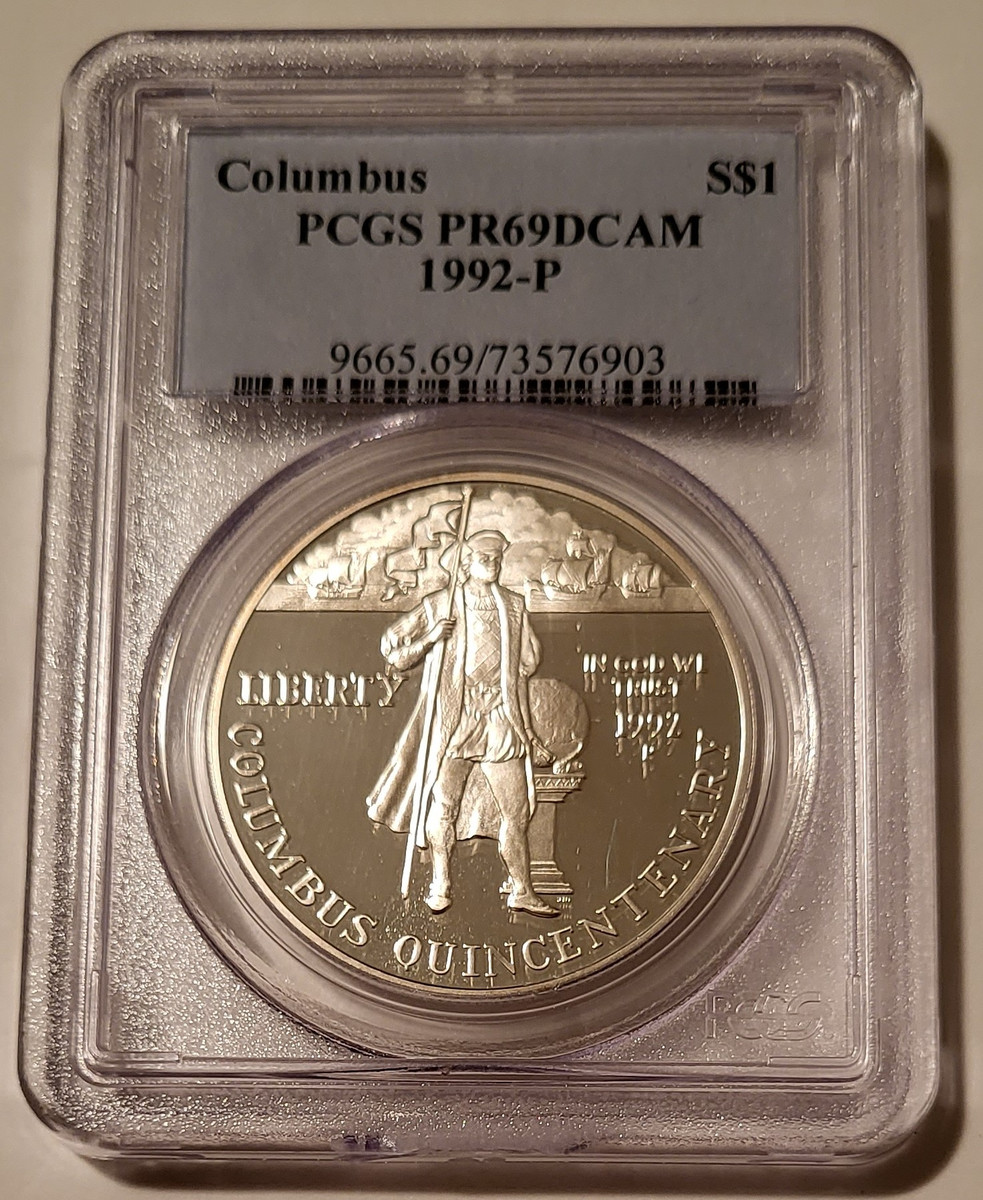 Columbus S$1
PCGS PR69DCAM
1992-P
9665.69/73576903
LIBERTY
IN GOD WE
TRUST
1992
P
COLUMBUS QUINCENTENARY
PCGS